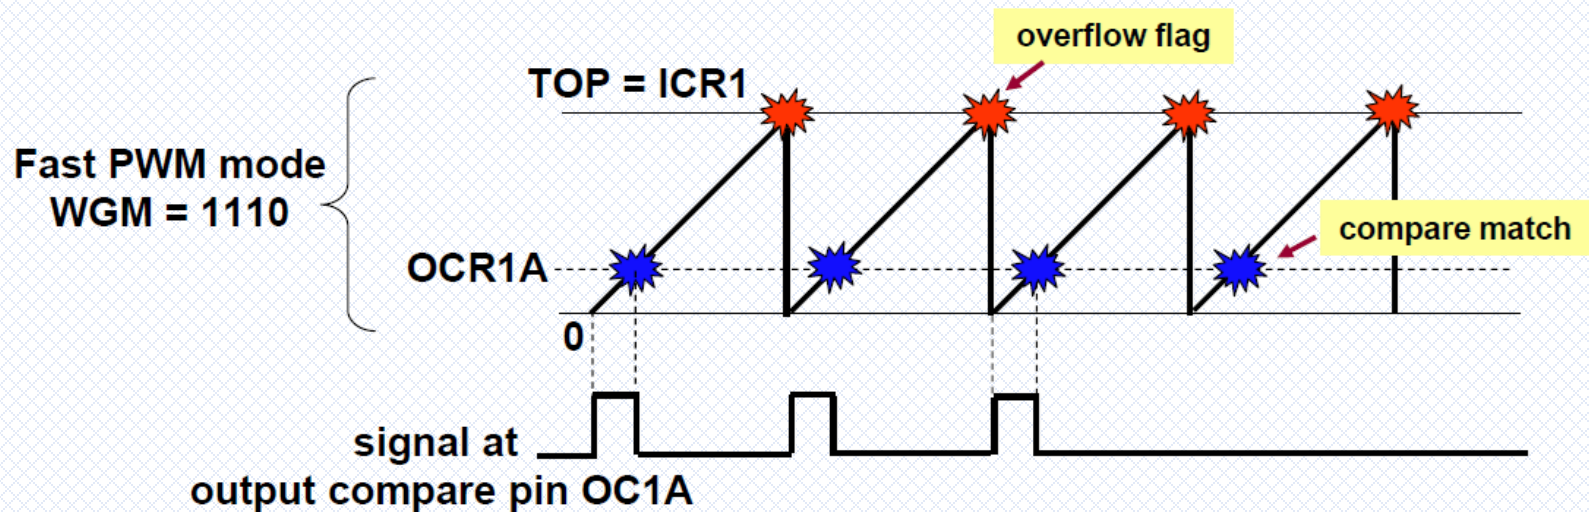 overflow flag
TOP = ICR1
Fast PWM mode
WGM = 1110
compare match
OCR1A
0
signal at
output compare pin OC1A